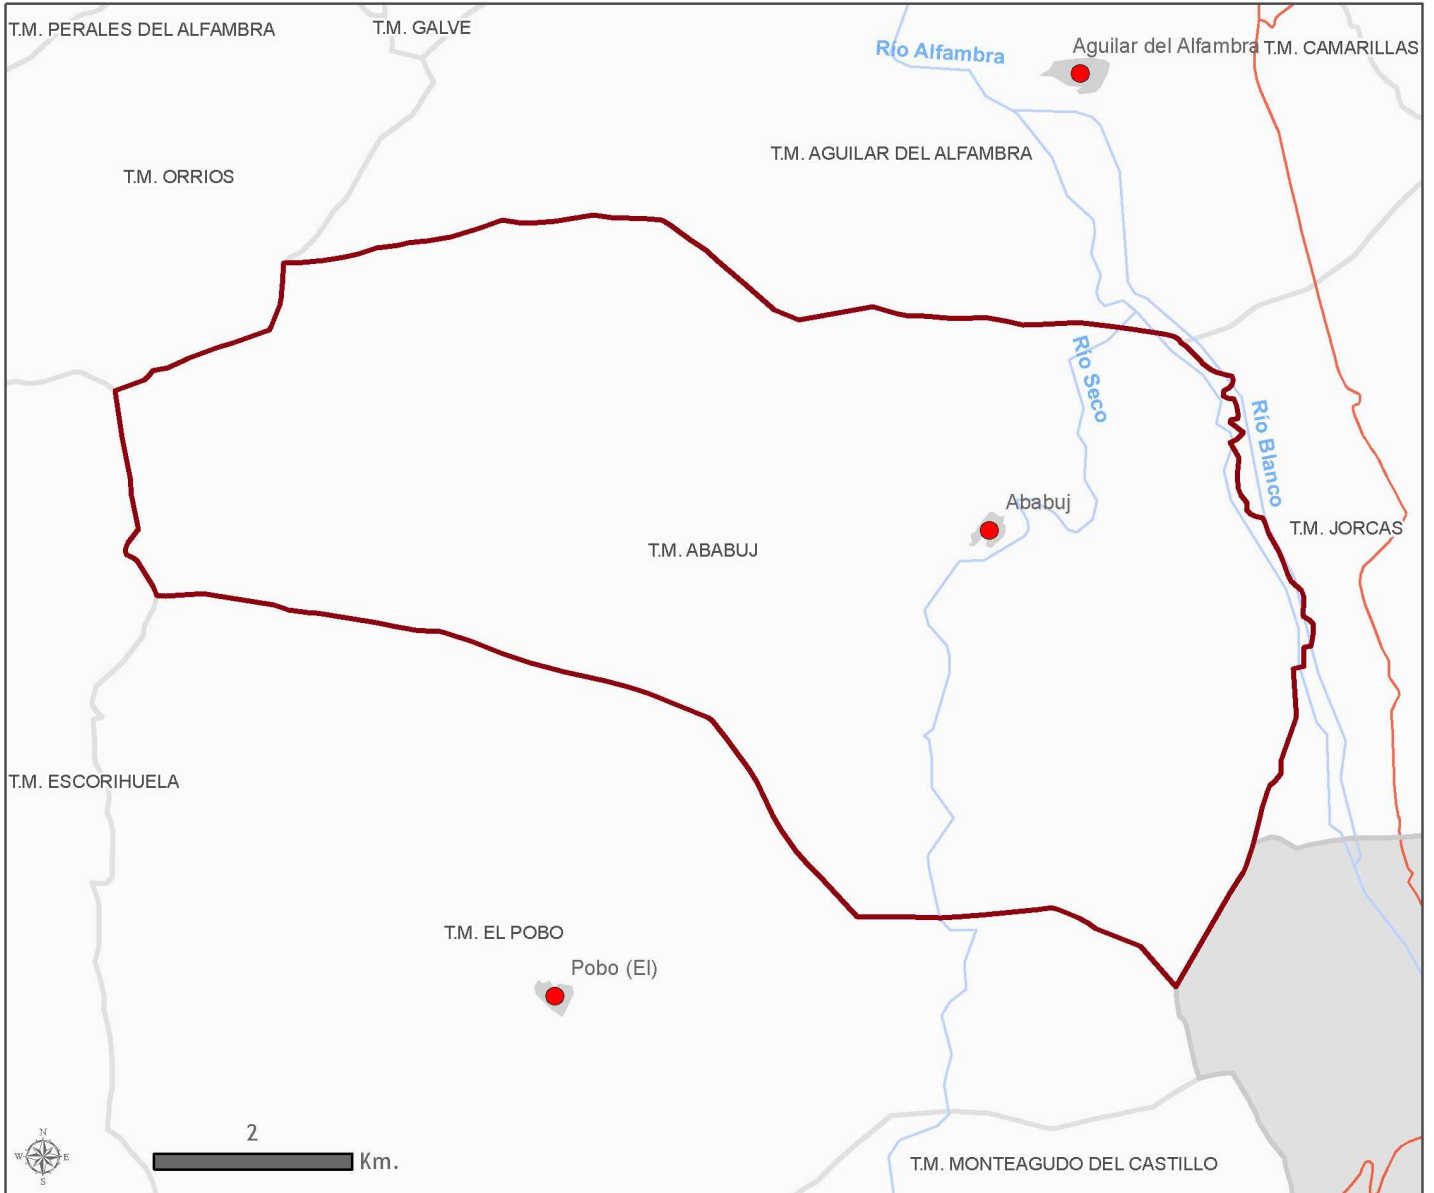 T.M. PERALES DEL ALFAMBRA
T.M. GALVE
Río Alfambra
Aguilar del Alfambra
T.M. CAMARILLAS
T.M. AGUILAR DEL ALFAMBRA
T.M. ORRIOS
Río Seco
Río Blanco
Ababuj
T.M. JORCAS
T.M. ABABUJ
T.M. ESCORIHUELA
T.M. EL POBO
Pobo (El)
N
W E
S
2
Km.
T.M. MONTEAGUDO DEL CASTILLO